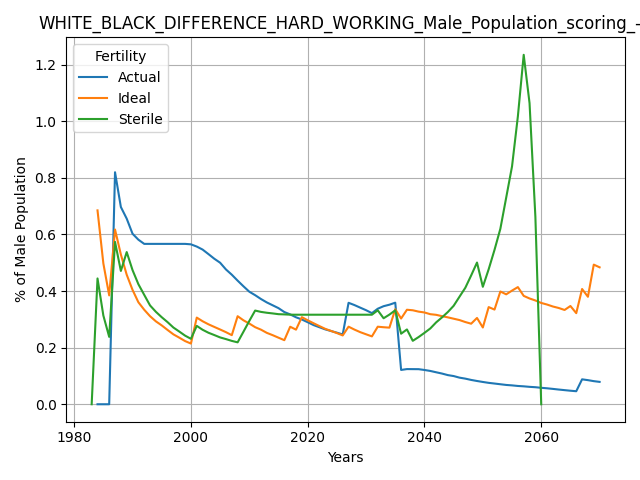 WHITE_BLACK_DIFFERENCE_HARD_WORKING_Male_Population_scoring_-
Fertility
Actual
Ideal
Sterile
% of Male Population
1.2
1.0
0.8
0.6
0.4
0.2
0.0
1980 2000 2020 2040 2060
Years